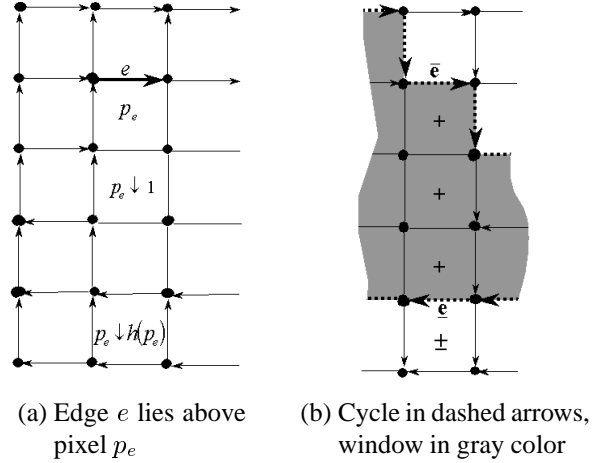 e
p_e
p_e ↓ 1
p_e ↓ h(p_e)
(a) Edge e lies above
pixel p_e
ē
+
+
+
e̲
±
(b) Cycle in dashed arrows,
window in gray color